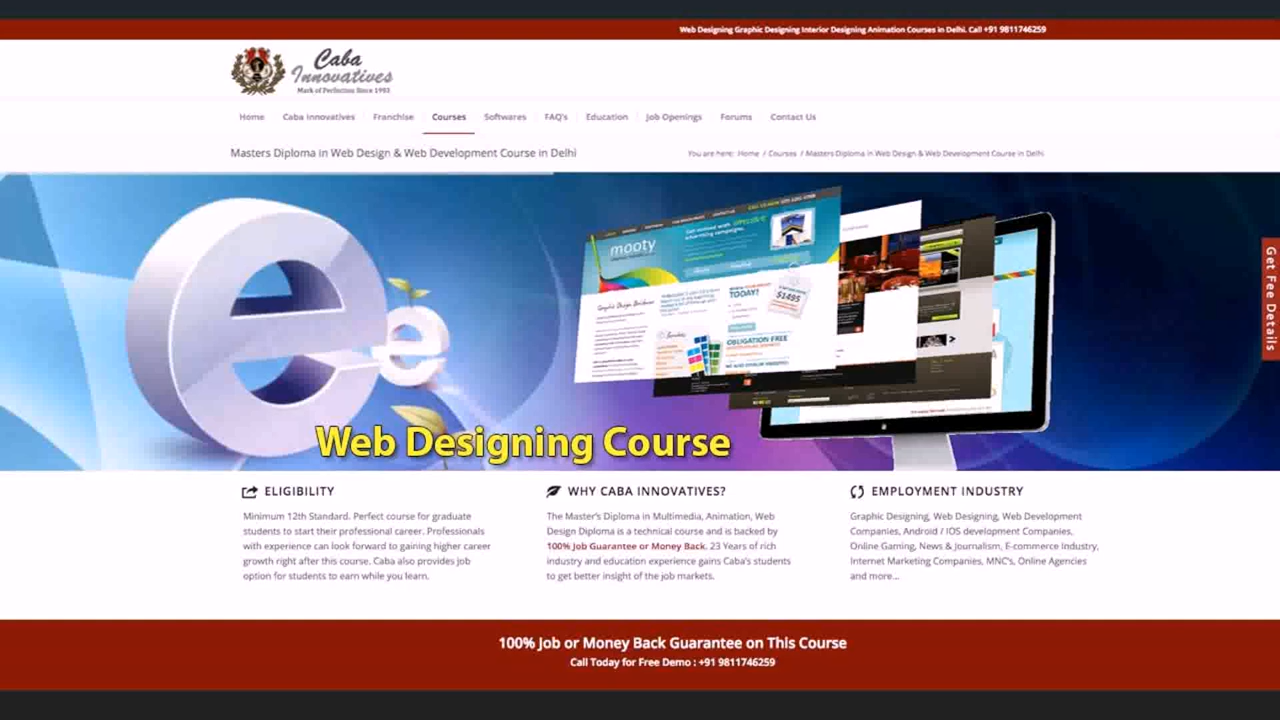 Web Designing Graphic Designing Interior Designing Animation Courses in Delhi. Call +91 9811746259
Caba
Innovatives
Mark of Perfection Since 1993
Home Caba Innovatives Franchise Courses Softwares FAQ's Education Job Openings Forums Contact Us
Masters Diploma in Web Design & Web Development Course in Delhi
You are here: Home / Courses / Masters Diploma in Web Design & Web Development Course in Delhi
e
e
mooty
TODAY!
$1495
OBLIGATION FREE
Get Fee Details
Web Designing Course
ELIGIBILITY
Minimum 12th Standard. Perfect course for graduate
students to start their professional career. Professionals
with experience can look forward to gaining higher career
growth right after this course. Caba also provides job
option for students to earn while you learn.
WHY CABA INNOVATIVES?
The Master's Diploma in Multimedia, Animation, Web
Design Diploma is a technical course and is backed by
100% Job Guarantee or Money Back. 23 Years of rich
industry and education experience gains Caba's students
to get better insight of the job markets.
EMPLOYMENT INDUSTRY
Graphic Designing, Web Designing, Web Development
Companies, Android / IOS development Companies,
Online Gaming, News & Journalism, E-commerce Industry,
Internet Marketing Companies, MNC's, Online Agencies
and more...
100% Job or Money Back Guarantee on This Course
Call Today for Free Demo : +91 9811746259